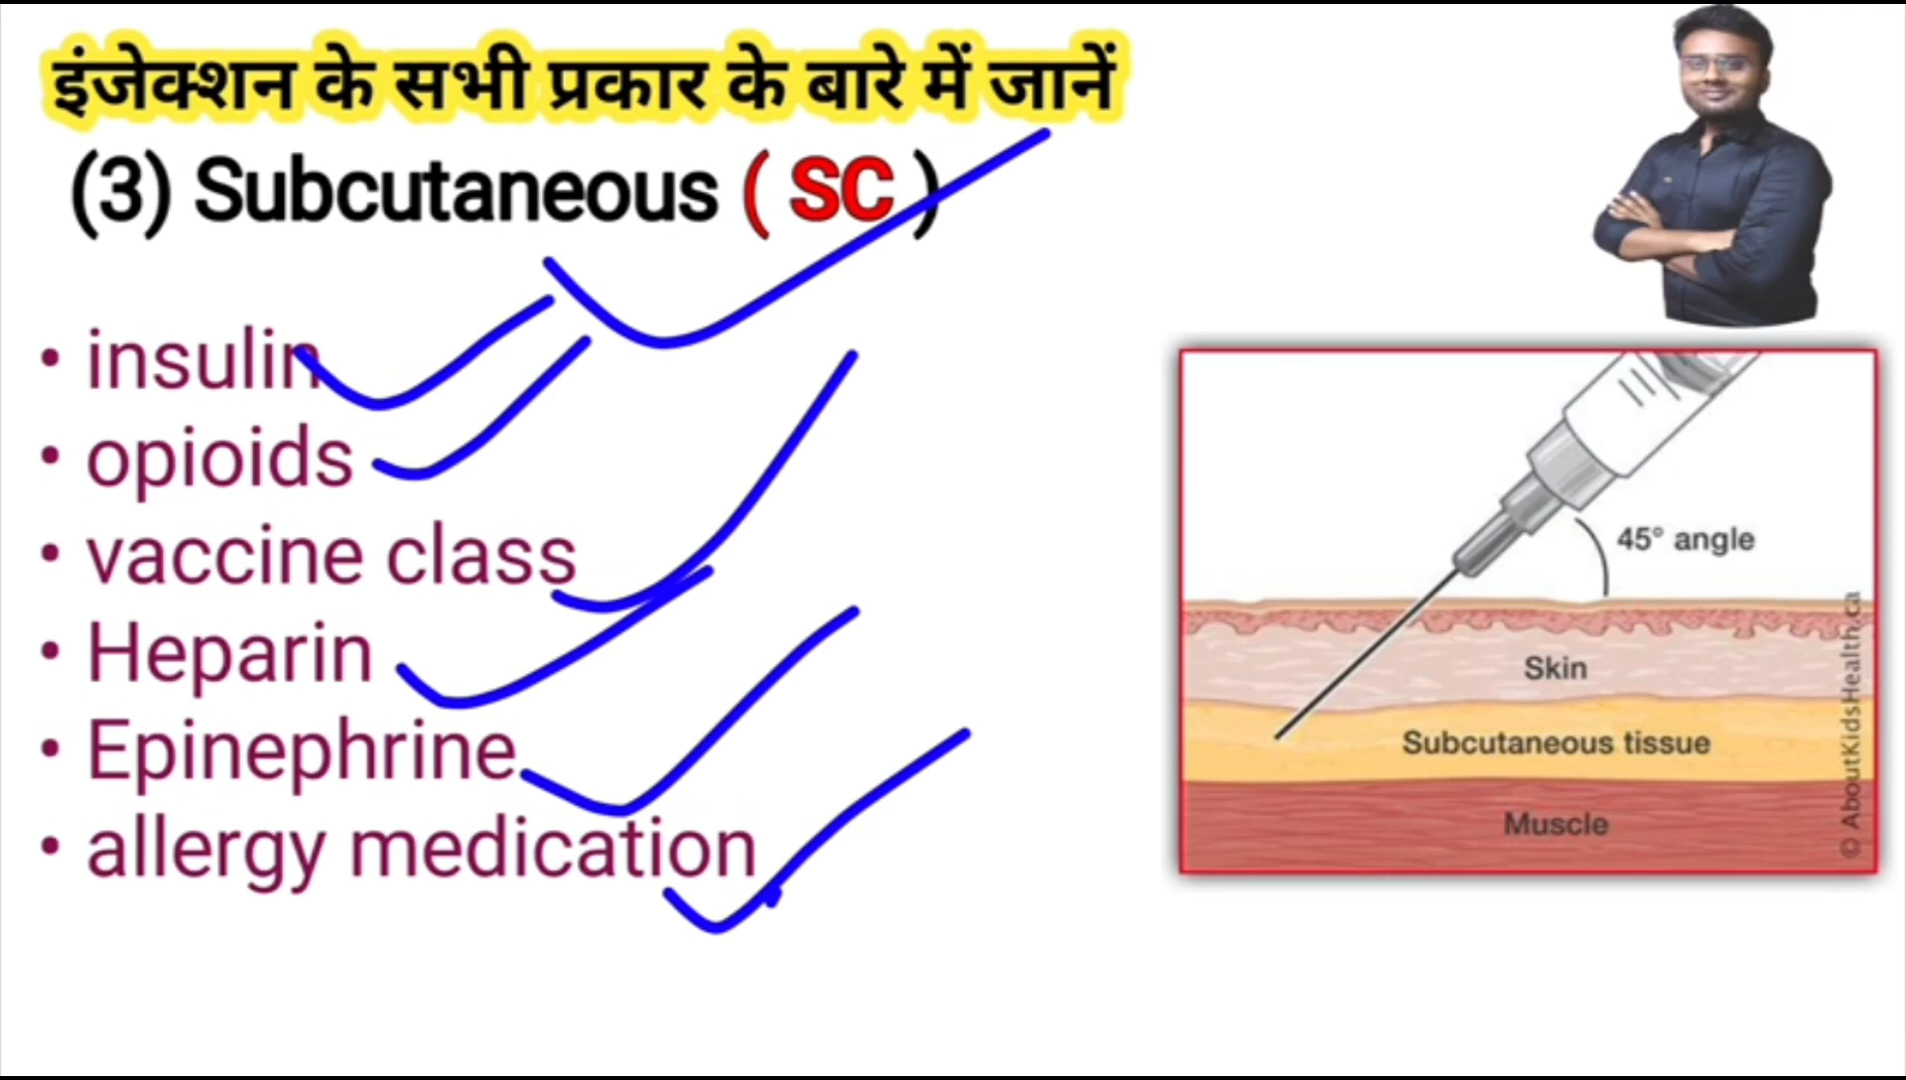 इंजेक्शन के सभी प्रकार के बारे में जानें
(3) Subcutaneous ( SC )
• insulin
• opioids
• vaccine class
• Heparin
• Epinephrine
• allergy medication
45° angle
Skin
Subcutaneous tissue
Muscle
© AboutKidsHealth.ca